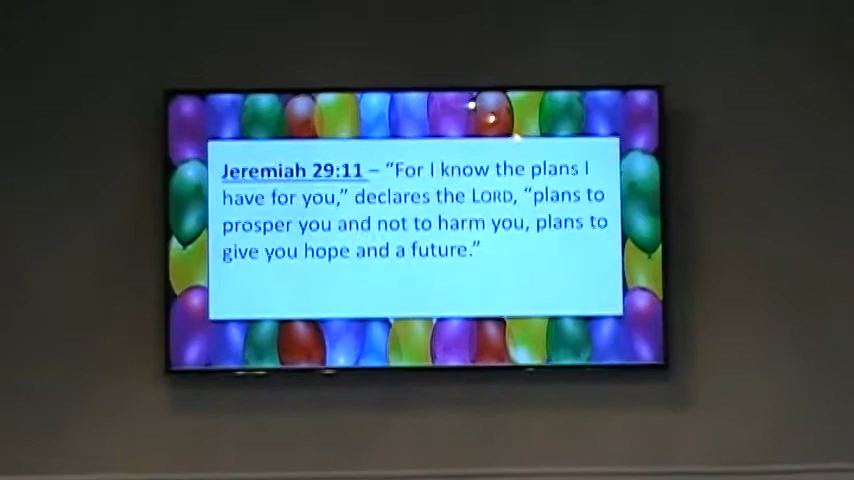 Jeremiah 29:11 – “For I know the plans I
have for you,” declares the LORD, “plans to
prosper you and not to harm you, plans to
give you hope and a future.”